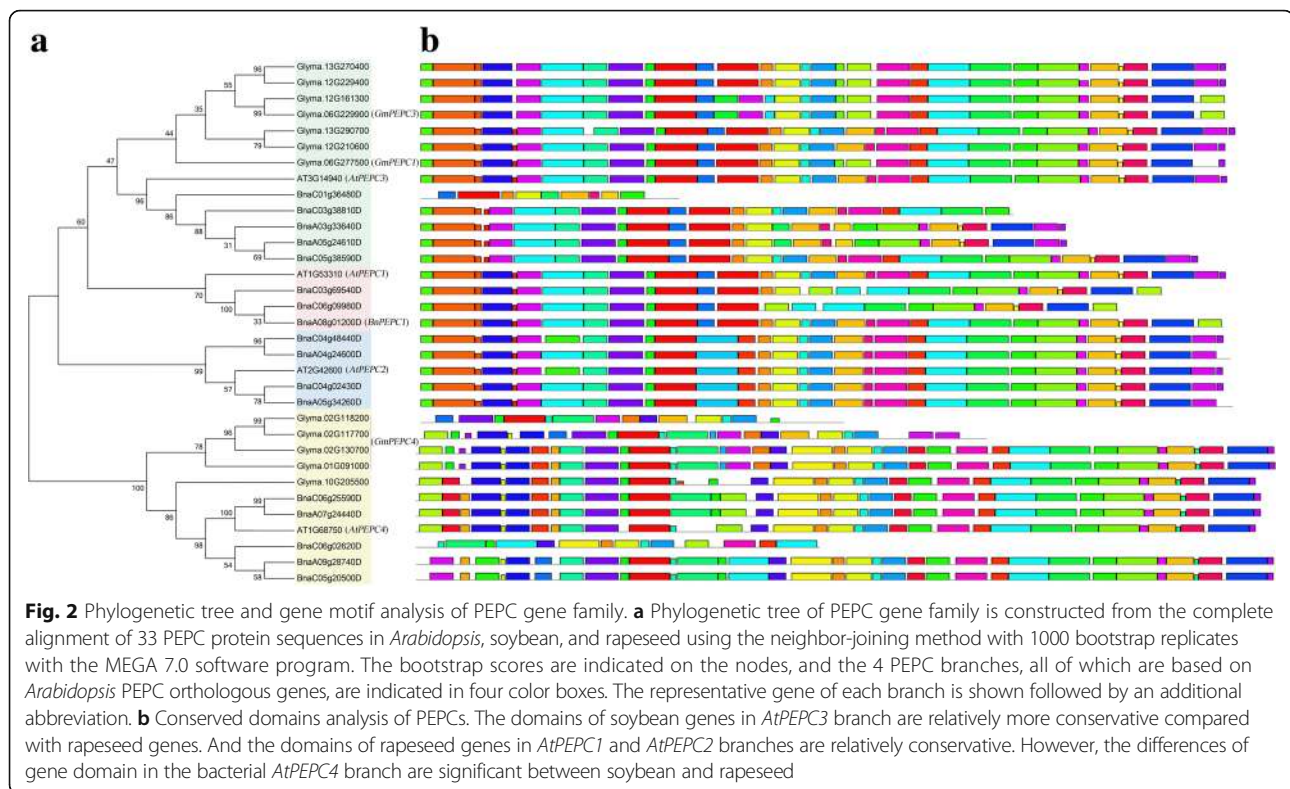 a
b
96
Glyma.13G270400
55
Glyma.12G229400
35
Glyma.12G161300
99
Glyma.06G229900 (GmPEPC3)
44
Glyma.13G290700
79
Glyma.12G210600
47
Glyma.06G277500 (GmPEPC1)
AT3G14940 (AtPEPC3)
96
BnaC01g36480D
86
BnaC03g38810D
60
88
BnaA03g33640D
31
BnaA05g24610D
69
BnaC05g38590D
AT1G53310 (AtPEPC1)
70
BnaC03g69540D
100
BnaC06g09980D
33
BnaA08g01200D (BnPEPC1)
96
BnaC04g48440D
BnaA04g24600D
99
AT2G42600 (AtPEPC2)
57
BnaC04g02430D
78
BnaA05g34260D
99
Glyma.02G118200
96
Glyma.02G117700
(GmPEPC4)
78
Glyma.02G130700
Glyma.01G091000
100
Glyma.10G205500
86
99
BnaC06g25590D
100
BnaA07g24440D
AT1G68750 (AtPEPC4)
98
BnaC06g02620D
54
BnaA09g28740D
58
BnaC05g20500D
Fig. 2 Phylogenetic tree and gene motif analysis of PEPC gene family. a Phylogenetic tree of PEPC gene family is constructed from the complete
alignment of 33 PEPC protein sequences in Arabidopsis, soybean, and rapeseed using the neighbor-joining method with 1000 bootstrap replicates
with the MEGA 7.0 software program. The bootstrap scores are indicated on the nodes, and the 4 PEPC branches, all of which are based on
Arabidopsis PEPC orthologous genes, are indicated in four color boxes. The representative gene of each branch is shown followed by an additional
abbreviation. b Conserved domains analysis of PEPCs. The domains of soybean genes in AtPEPC3 branch are relatively more conservative compared
with rapeseed genes. And the domains of rapeseed genes in AtPEPC1 and AtPEPC2 branches are relatively conservative. However, the differences of
gene domain in the bacterial AtPEPC4 branch are significant between soybean and rapeseed